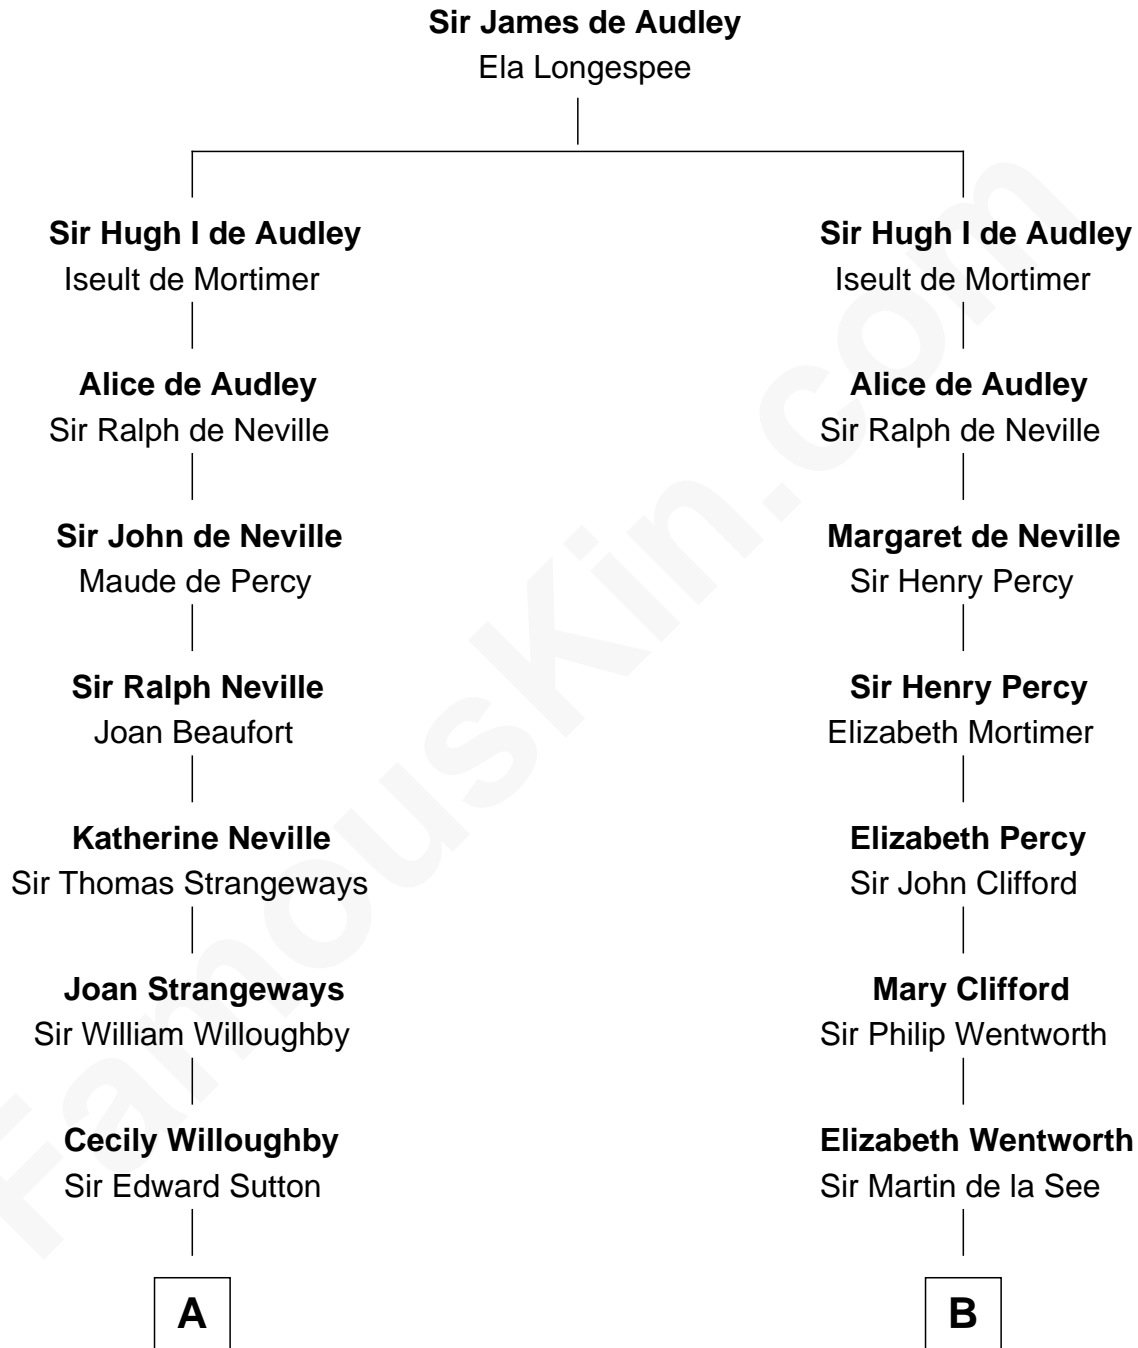 Sir James de Audley
Ela Longespee
Sir Hugh I de Audley
Iseult de Mortimer
Sir Hugh I de Audley
Iseult de Mortimer
Alice de Audley
Sir Ralph de Neville
Alice de Audley
Sir Ralph de Neville
Sir John de Neville
Maude de Percy
Margaret de Neville
Sir Henry Percy
Sir Ralph Neville
Joan Beaufort
Sir Henry Percy
Elizabeth Mortimer
Katherine Neville
Sir Thomas Strangeways
Elizabeth Percy
Sir John Clifford
Joan Strangeways
Sir William Willoughby
Mary Clifford
Sir Philip Wentworth
Cecily Willoughby
Sir Edward Sutton
Elizabeth Wentworth
Sir Martin de la See
A
B
FamousKin.com